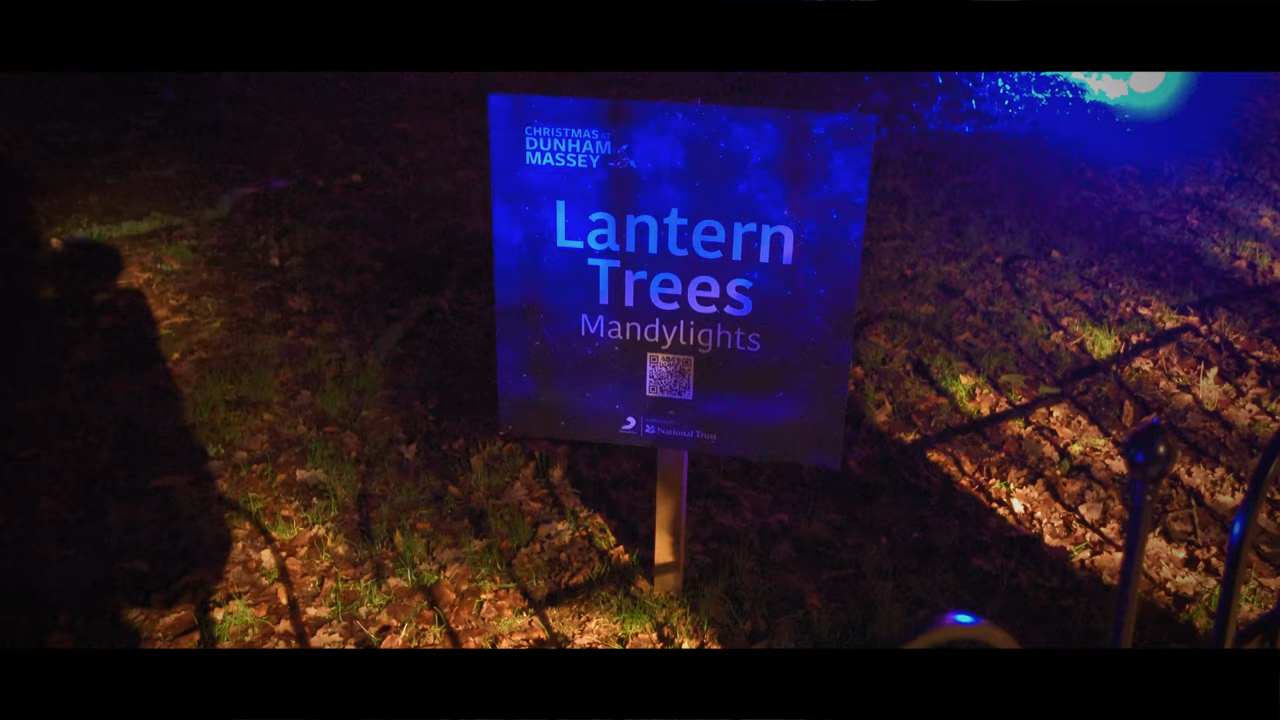 CHRISTMAS AT
DUNHAM
MASSEY
Lantern
Trees
Mandylights
National Trust